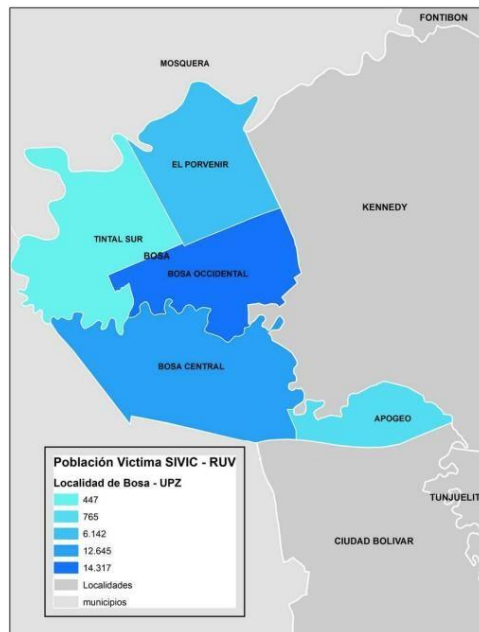 FONTIBON
MOSQUERA
EL PORVENIR
KENNEDY
TINTAL SUR
BOSA
BOSA OCCIDENTAL
BOSA CENTRAL
APOGEO
TUNJUELIT
CIUDAD BOLIVAR
Población Victima SIVIC - RUV
Localidad de Bosa - UPZ
447
765
6.142
12.645
14.317
Localidades
municipios